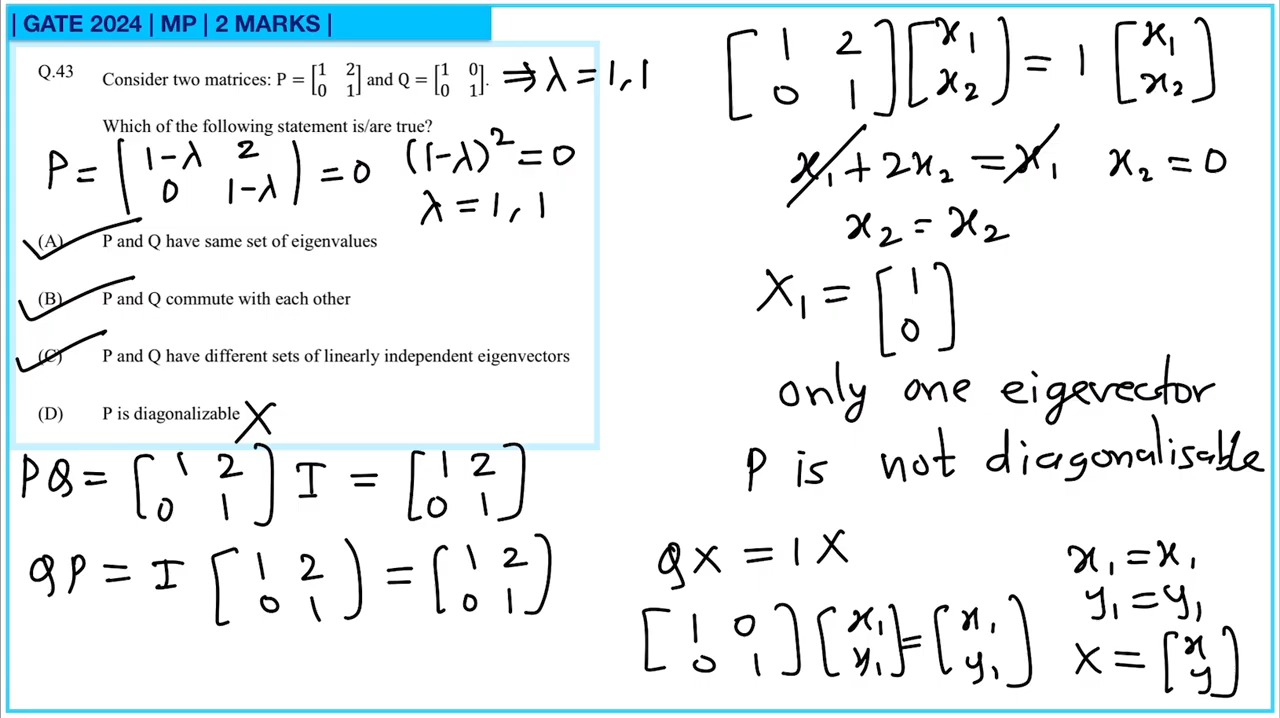 | GATE 2024 | MP | 2 MARKS |
Q.43 Consider two matrices: P = [1 2 0 1] and Q = [1 0 0 1]. ⇒ λ = 1, 1
Which of the following statement is/are true?
P = [1-λ 2
0 1-λ] = 0 (1-λ)² = 0
λ = 1, 1
(A) P and Q have same set of eigenvalues
(B) P and Q commute with each other
(C) P and Q have different sets of linearly independent eigenvectors
(D) P is diagonalizable X
PQ = [1 2
0 1] I = [1 2
0 1]
QP = I [1 2
0 1] = [1 2
0 1]
[1 2
0 1] [x₁
x₂] = 1 [x₁
x₂]
x₁ + 2x₂ = x₁ x₂ = 0
x₂ = x₂
X₁ = [1
0]
only one eigevector
P is not diagonalisable
QX = 1X
[1 0
0 1] [x₁
y₁] = [x₁
y₁]
x₁ = x₁
y₁ = y₁
X = [x
y]